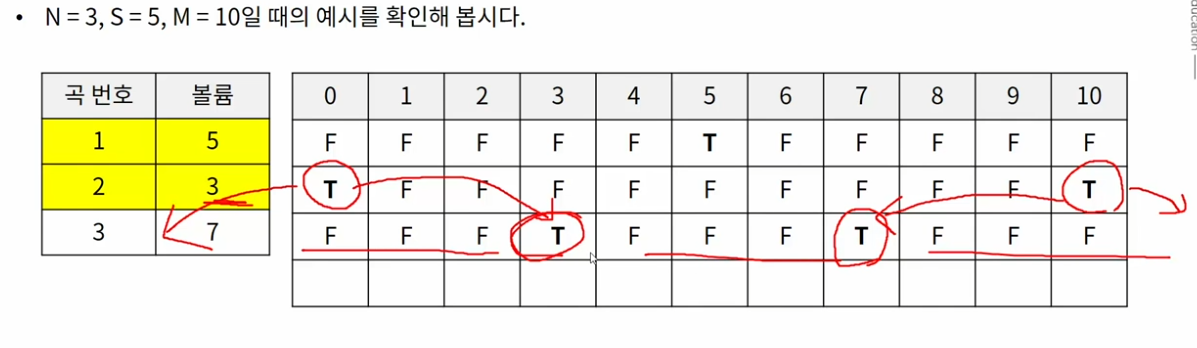 • N = 3, S = 5, M = 10일 때의 예시를 확인해 봅시다.
곡 번호 볼륨
1 5
2 3
3 7
0 1 2 3 4 5 6 7 8 9 10
F F F F F T F F F F F
T F F F F F F F F F T
F F F T F F F T F F F
ducation